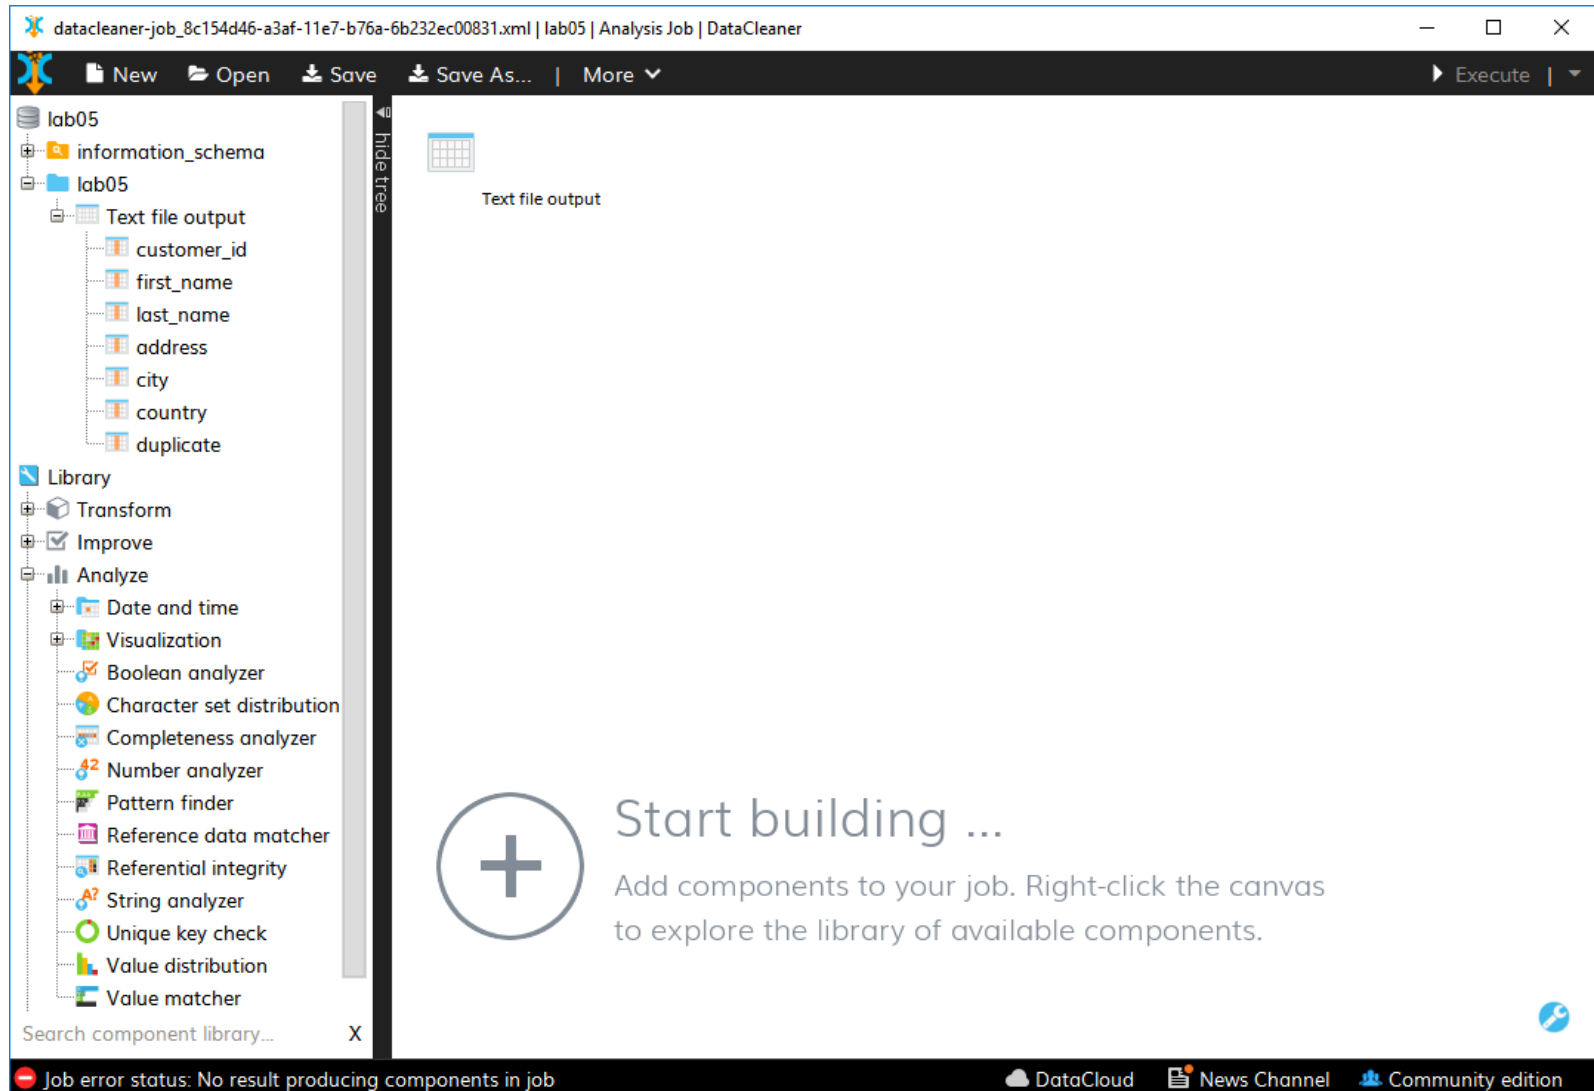 datacleaner-job_8c154d46-a3af-11e7-b76a-6b232ec00831.xml | lab05 | Analysis Job | DataCleaner
New Open Save Save As... | More Execute |
lab05
information_schema
lab05
Text file output
customer_id
first_name
last_name
address
city
country
duplicate
Library
Transform
Improve
Analyze
Date and time
Visualization
Boolean analyzer
Character set distribution
Completeness analyzer
Number analyzer
Pattern finder
Reference data matcher
Referential integrity
String analyzer
Unique key check
Value distribution
Value matcher
Search component library... X
hide tree
Text file output
Start building ...
Add components to your job. Right-click the canvas
to explore the library of available components.
Job error status: No result producing components in job DataCloud News Channel Community edition